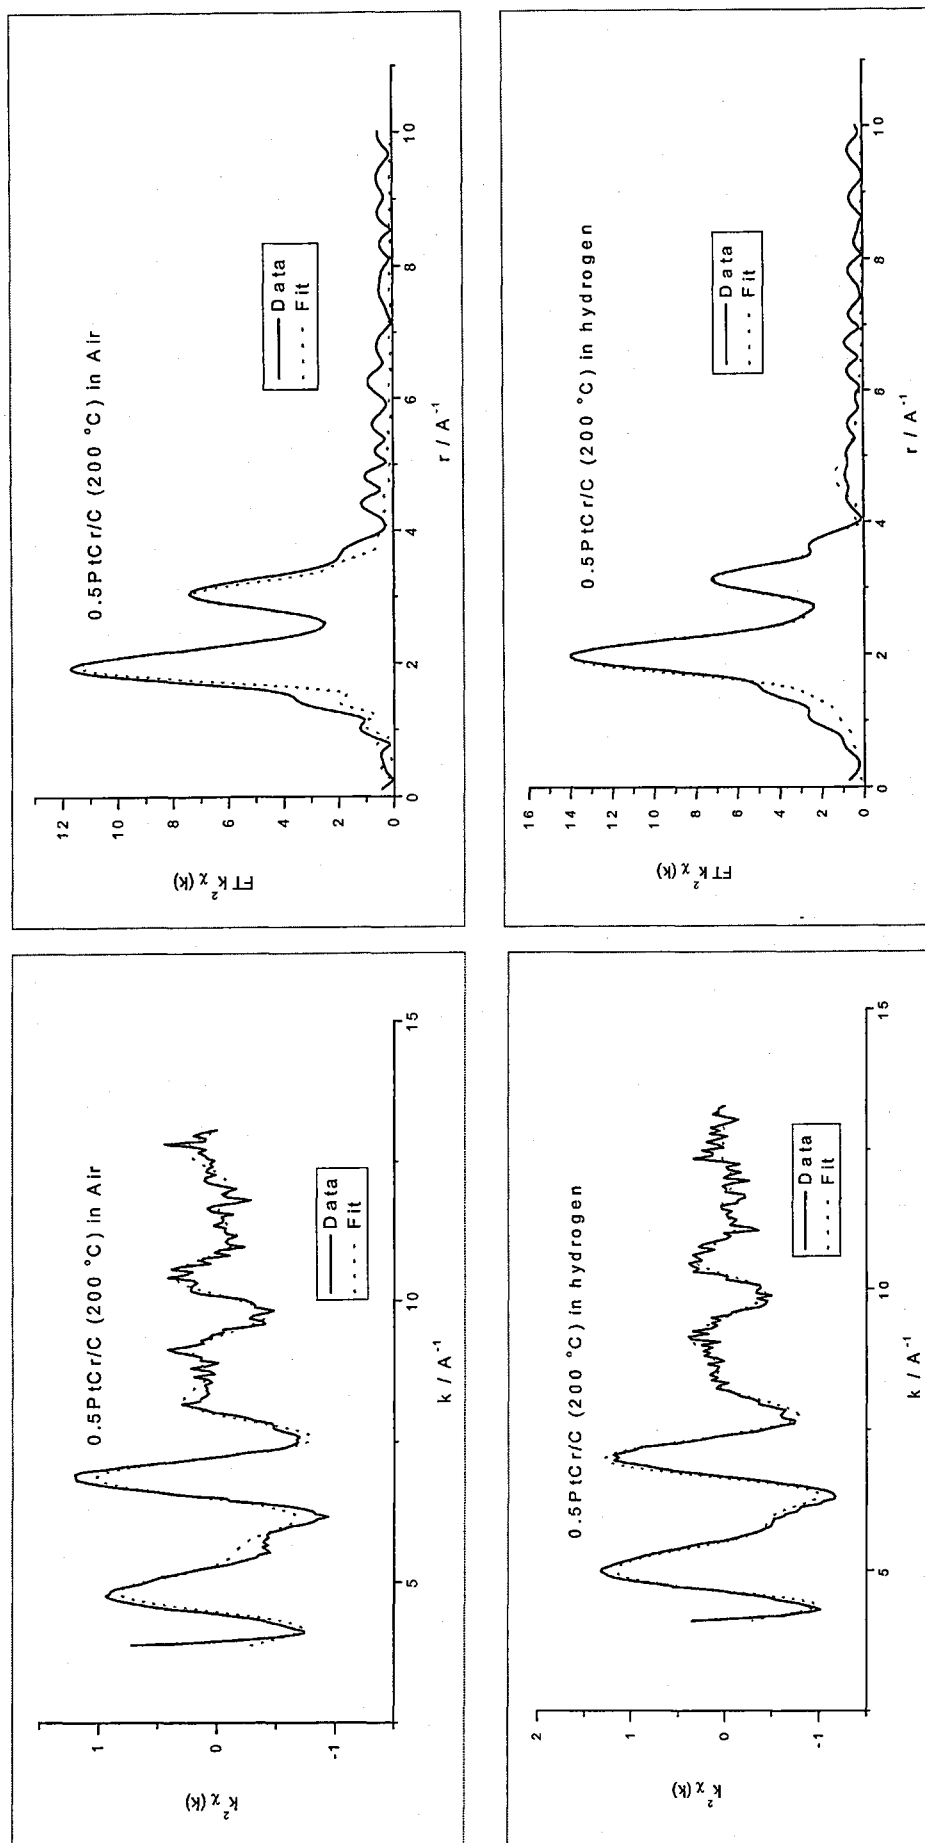 0.5PtCr/C (200 °C) in Air
K² χ (k)
1
0
-1
Data
Fit
5
10
15
k / A⁻¹
0.5PtCr/C (200 °C) in Air
FT K² χ (k)
12
10
8
6
4
2
0
Data
Fit
0
2
4
6
8
10
r / A⁻¹
0.5PtCr/C (200 °C) in hydrogen
K² χ (k)
2
1
0
-1
Data
Fit
5
10
15
k / A⁻¹
0.5PtCr/C (200 °C) in hydrogen
FT K² χ (k)
16
14
12
10
8
6
4
2
0
Data
Fit
0
2
4
6
8
10
r / A⁻¹